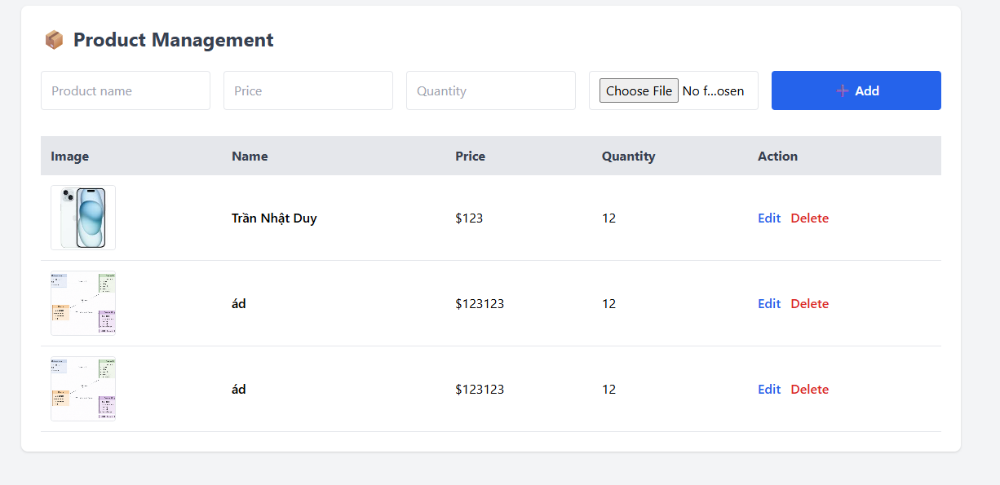 📦 Product Management
Product name Price Quantity Choose File No f...osen ➕ Add
Image Name Price Quantity Action
Trần Nhật Duy $123 12 Edit Delete
ád $123123 12 Edit Delete
ád $123123 12 Edit Delete